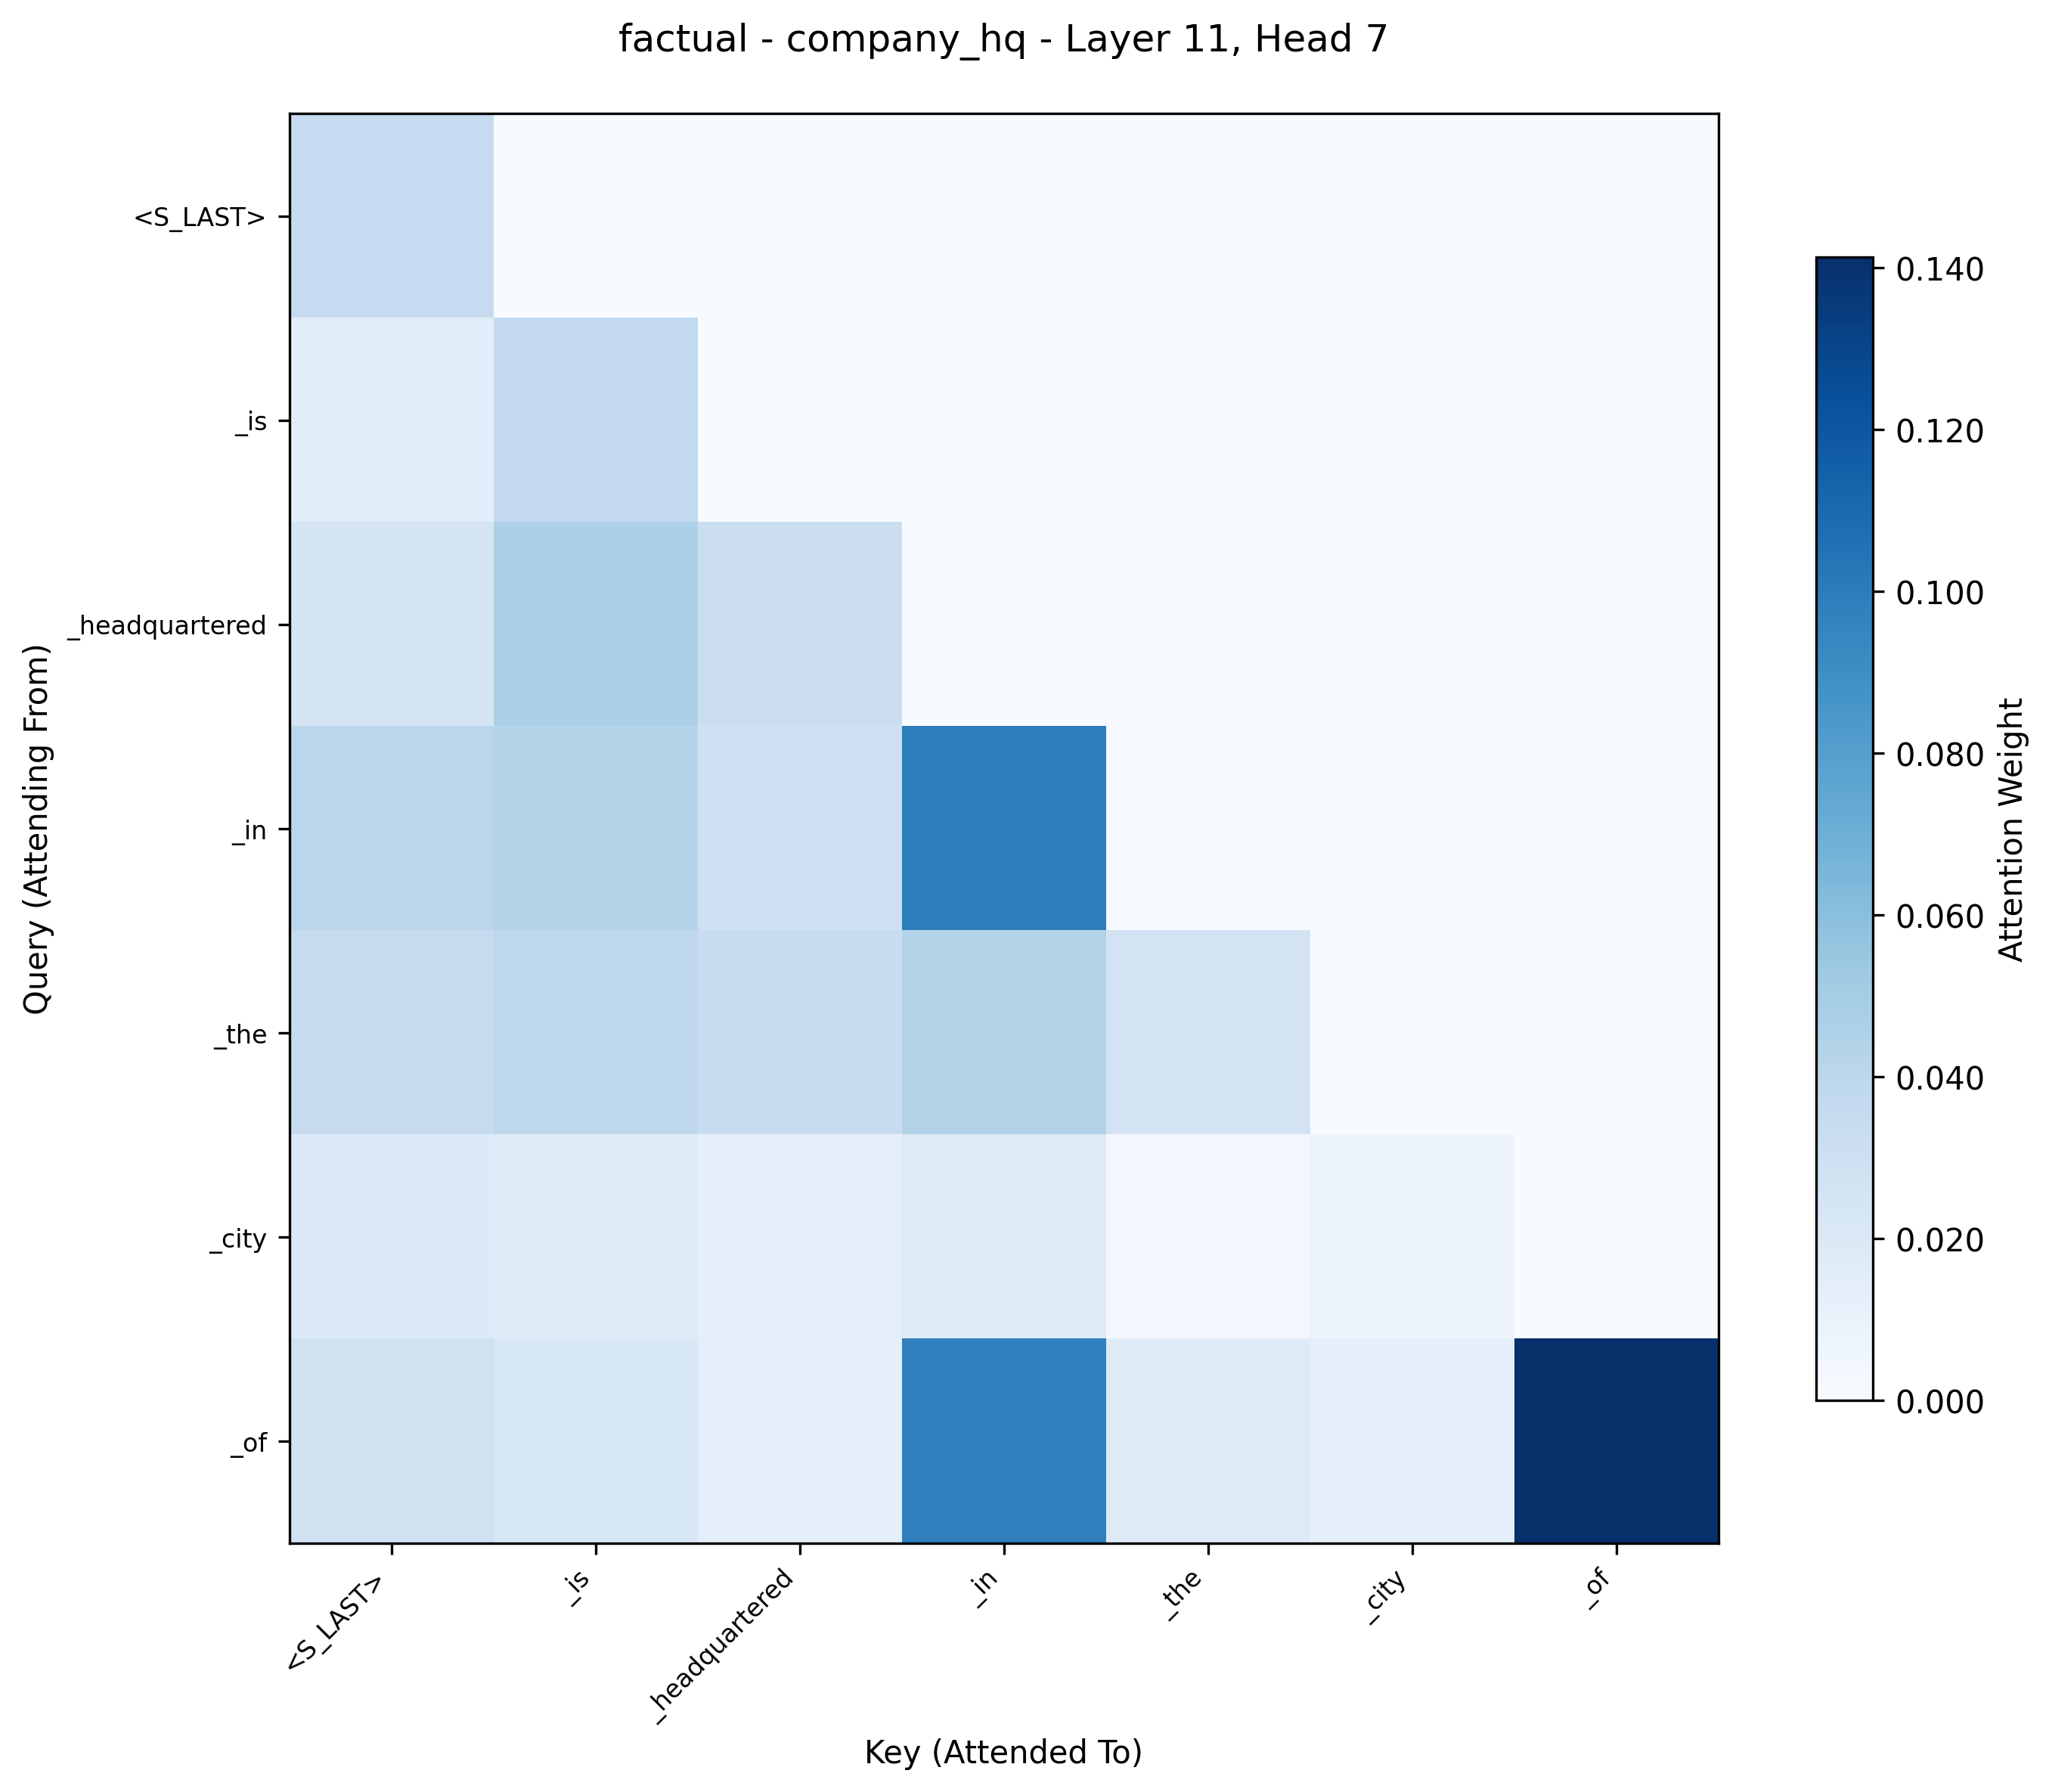 factual - company_hq - Layer 11, Head 7
<S_LAST>
_is
_headquartered
_in
_the
_city
_of
Query (Attending From)
<S_LAST>
_is
_headquartered
_in
_the
_city
_of
Key (Attended To)
0.140
0.120
0.100
0.080
0.060
0.040
0.020
0.000
Attention Weight